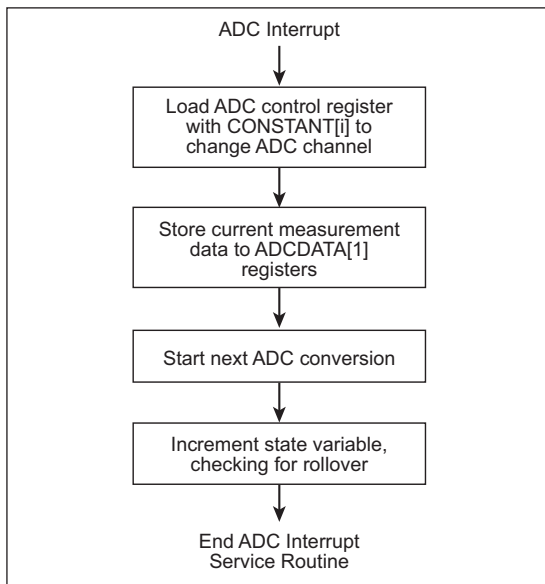 ADC Interrupt
Load ADC control register
with CONSTANT[i] to
change ADC channel
Store current measurement
data to ADCDATA[1]
registers
Start next ADC conversion
Increment state variable,
checking for rollover
End ADC Interrupt
Service Routine